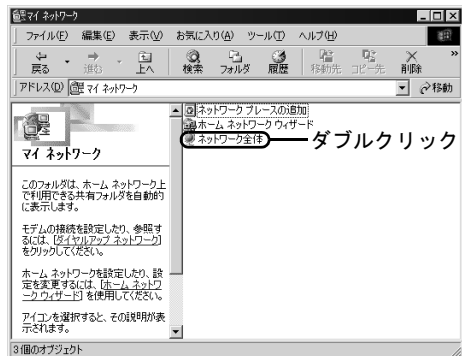 マイ ネットワーク
ファイル(F) 編集(E) 表示(V) お気に入り(A) ツール(T) ヘルプ(H)
戻る 進む 上へ 検索 フォルダ 履歴 移動先 コピー先 削除 »
アドレス(D) マイ ネットワーク 移動
マイ ネットワーク
このフォルダは、ホーム ネットワーク上
で利用できる共有フォルダを自動的
に表示します。
モデムの接続を設定したり、参照す
るには、[ダイヤルアップ ネットワーク]
をクリックしてください。
ホーム ネットワークを設定したり、設
定を変更するには、[ホーム ネットワ
ーク ウィザード] を使用してください。
アイコンを選択すると、その説明が表
示されます。
ネットワーク プレースの追加
ホーム ネットワーク ウィザード
ネットワーク全体
ダブルクリック
3 個のオブジェクト